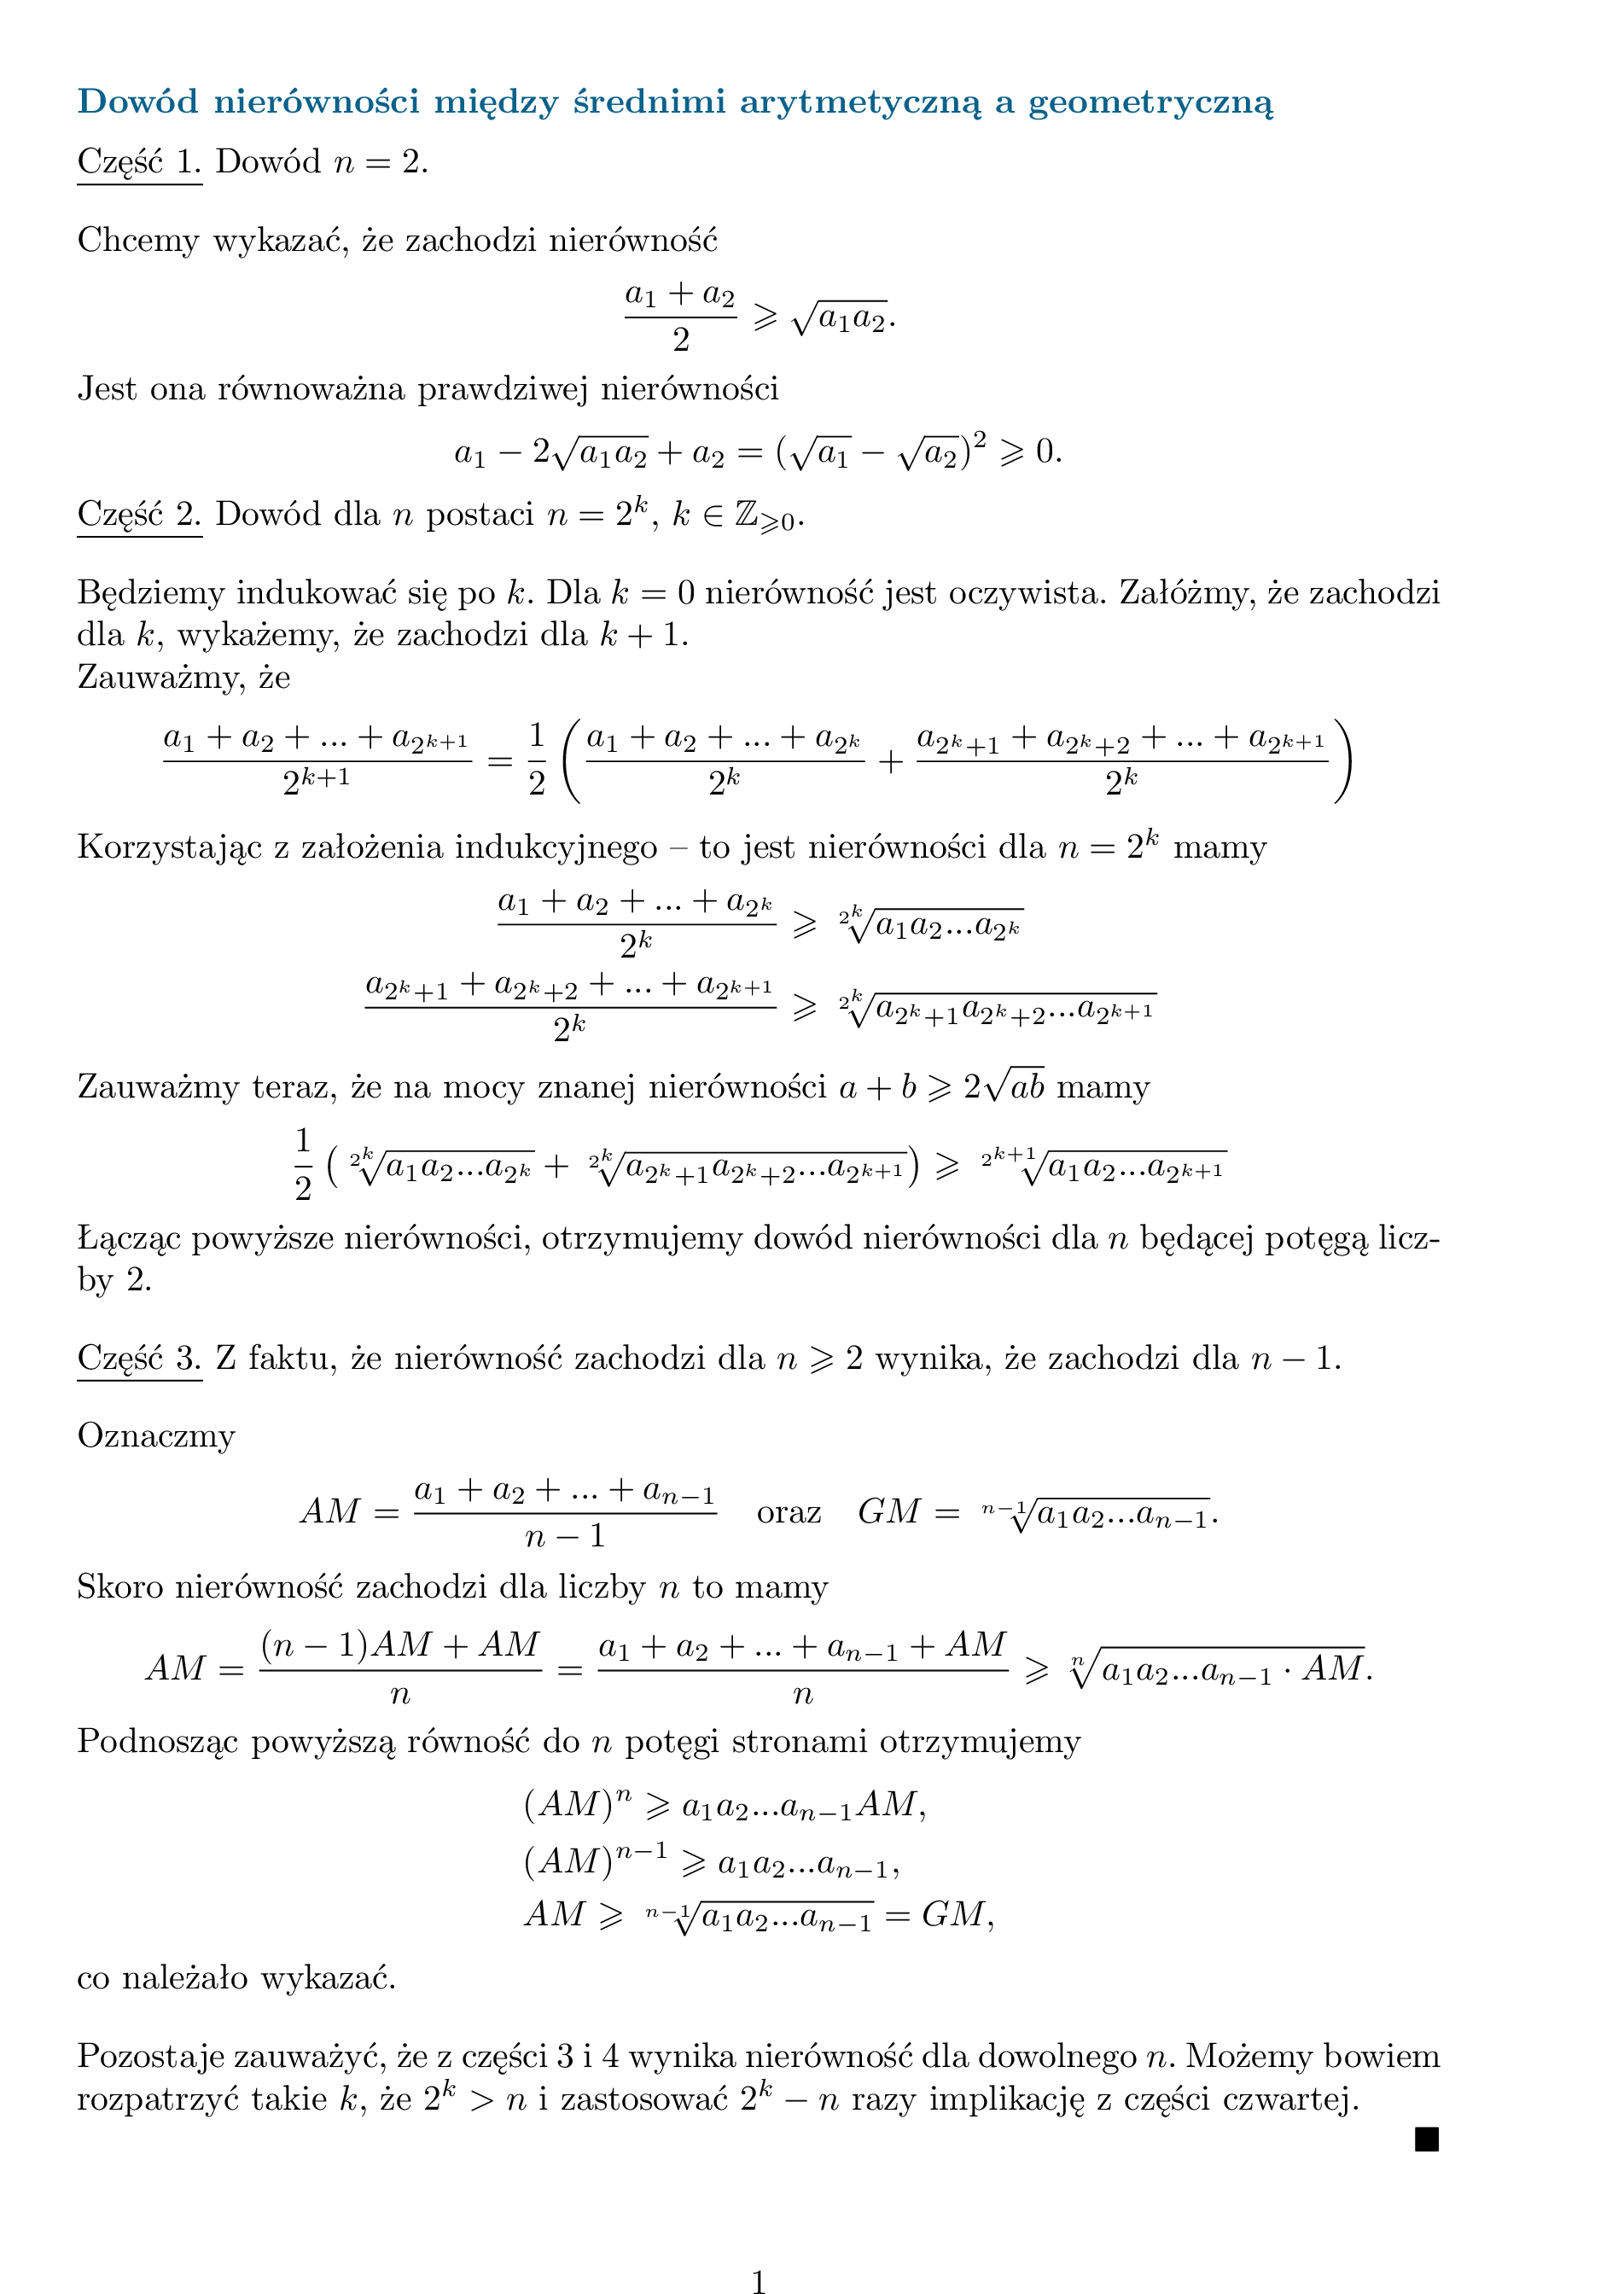 Dowód nierówności między średnimi arytmetyczną a geometryczną
Część 1. Dowód $n = 2$.
Chcemy wykazać, że zachodzi nierówność
$\frac{a_1 + a_2}{2} \geqslant \sqrt{a_1 a_2}.$
Jest ona równoważna prawdziwej nierówności
$a_1 - 2\sqrt{a_1 a_2} + a_2 = (\sqrt{a_1} - \sqrt{a_2})^2 \geqslant 0.$
Część 2. Dowód dla $n$ postaci $n = 2^k$, $k \in \mathbb{Z}_{\geqslant 0}$.
Będziemy indukować się po $k$. Dla $k = 0$ nierówność jest oczywista. Załóżmy, że zachodzi
dla $k$, wykażemy, że zachodzi dla $k + 1$.
Zauważmy, że
$\frac{a_1 + a_2 + ... + a_{2^{k+1}}}{2^{k+1}} = \frac{1}{2} \left( \frac{a_1 + a_2 + ... + a_{2^k}}{2^k} + \frac{a_{2^k+1} + a_{2^k+2} + ... + a_{2^{k+1}}}{2^k} \right)$
Korzystając z założenia indukcyjnego – to jest nierówności dla $n = 2^k$ mamy
$\frac{a_1 + a_2 + ... + a_{2^k}}{2^k} \geqslant \sqrt[2^k]{a_1 a_2 ... a_{2^k}}$
$\frac{a_{2^k+1} + a_{2^k+2} + ... + a_{2^{k+1}}}{2^k} \geqslant \sqrt[2^k]{a_{2^k+1} a_{2^k+2} ... a_{2^{k+1}}}$
Zauważmy teraz, że na mocy znanej nierówności $a + b \geqslant 2\sqrt{ab}$ mamy
$\frac{1}{2} \left( \sqrt[2^k]{a_1 a_2 ... a_{2^k}} + \sqrt[2^k]{a_{2^k+1} a_{2^k+2} ... a_{2^{k+1}}} \right) \geqslant \sqrt[2^{k+1}]{a_1 a_2 ... a_{2^{k+1}}}$
Łącząc powyższe nierówności, otrzymujemy dowód nierówności dla $n$ będącej potęgą licz-
by 2.
Część 3. Z faktu, że nierówność zachodzi dla $n \geqslant 2$ wynika, że zachodzi dla $n - 1$.
Oznaczmy
$AM = \frac{a_1 + a_2 + ... + a_{n-1}}{n - 1}$ oraz $GM = \sqrt[n-1]{a_1 a_2 ... a_{n-1}}.$
Skoro nierówność zachodzi dla liczby $n$ to mamy
$AM = \frac{(n - 1)AM + AM}{n} = \frac{a_1 + a_2 + ... + a_{n-1} + AM}{n} \geqslant \sqrt[n]{a_1 a_2 ... a_{n-1} \cdot AM}.$
Podnosząc powyższą równość do $n$ potęgi stronami otrzymujemy
$(AM)^n \geqslant a_1 a_2 ... a_{n-1} AM,$
$(AM)^{n-1} \geqslant a_1 a_2 ... a_{n-1},$
$AM \geqslant \sqrt[n-1]{a_1 a_2 ... a_{n-1}} = GM,$
co należało wykazać.
Pozostaje zauważyć, że z części 3 i 4 wynika nierówność dla dowolnego $n$. Możemy bowiem
rozpatrzyć takie $k$, że $2^k > n$ i zastosować $2^k - n$ razy implikację z części czwartej.
■
1